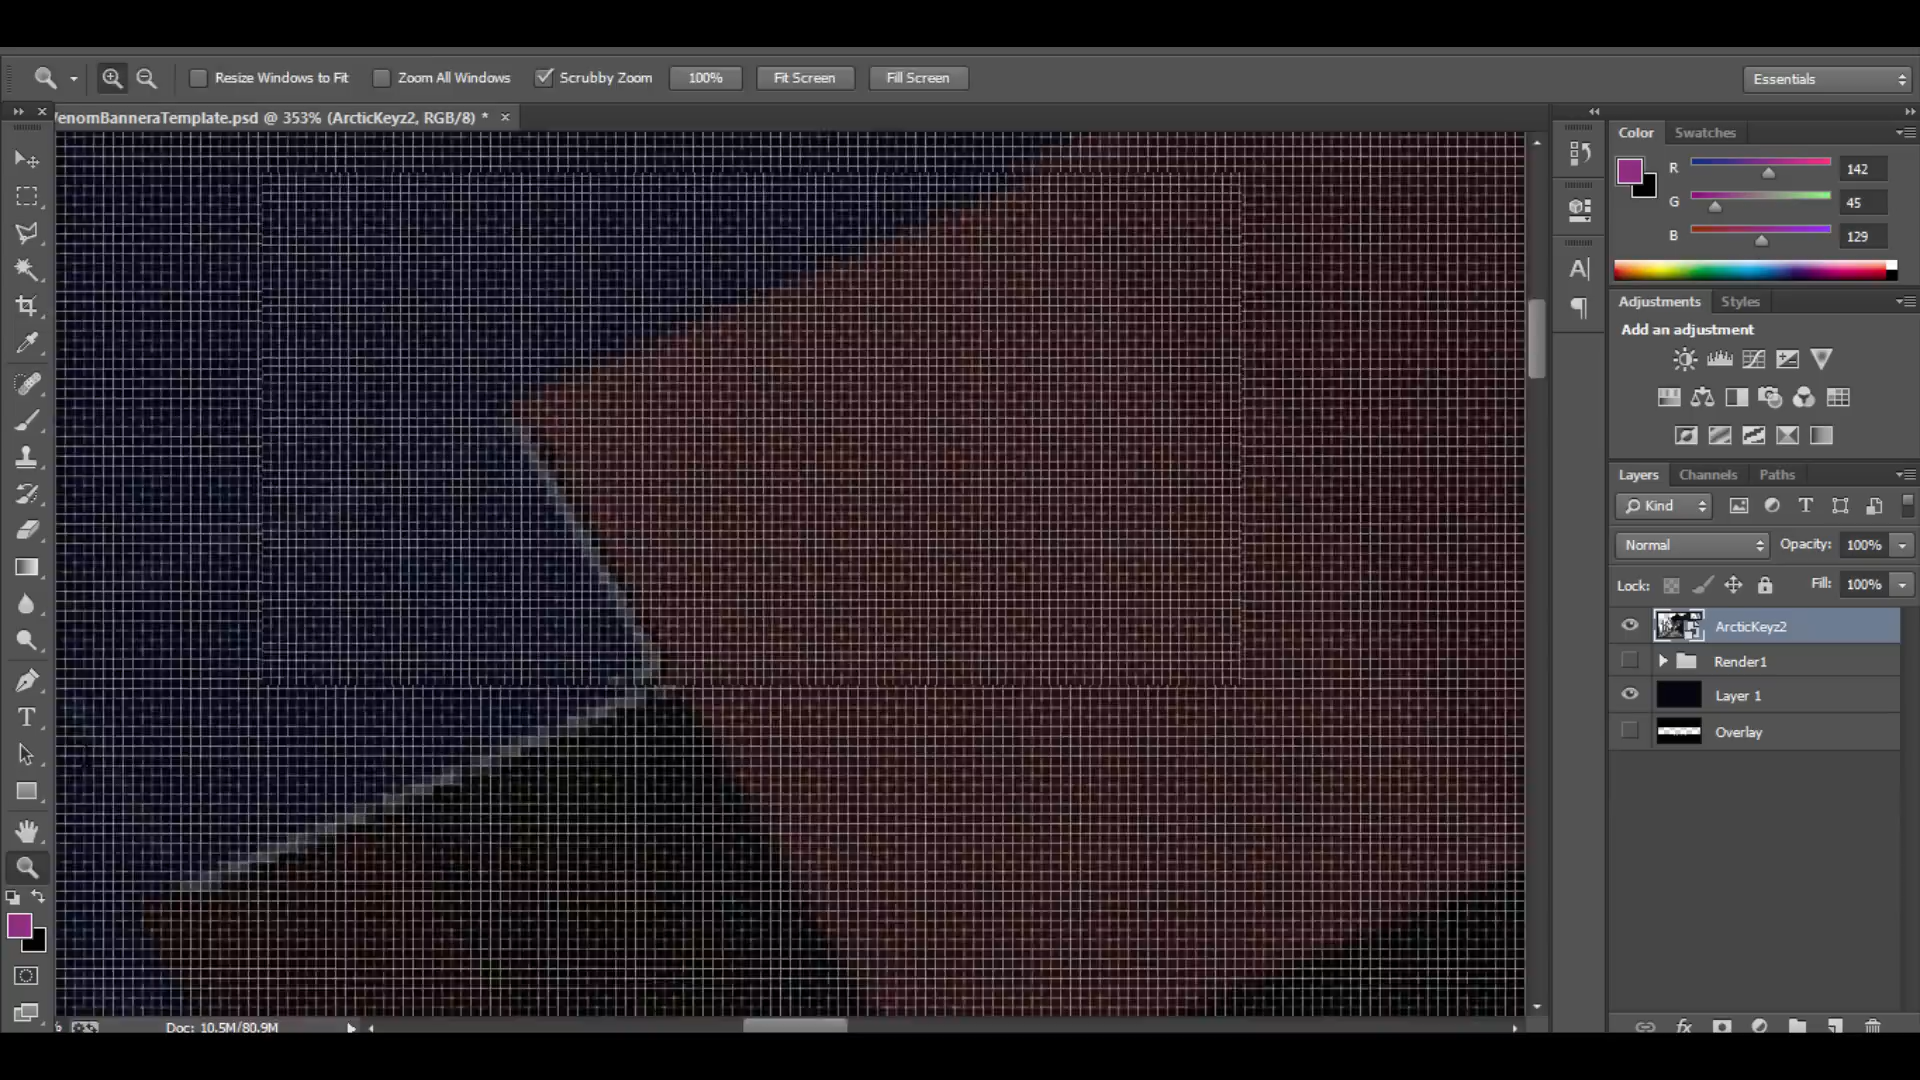 Resize Windows to Fit
Zoom All Windows
Scrubby Zoom
100%
Fit Screen
Fill Screen
Essentials
VenomBanneraTemplate.psd @ 353% (ArcticKeyz2, RGB/8) *
Color
Swatches
R
142
G
45
B
129
Adjustments
Styles
Add an adjustment
Layers
Channels
Paths
Kind
Normal
Opacity:
100%
Lock:
Fill:
100%
ArcticKeyz2
Render1
Layer 1
Overlay
Doc: 10.5M/80.9M